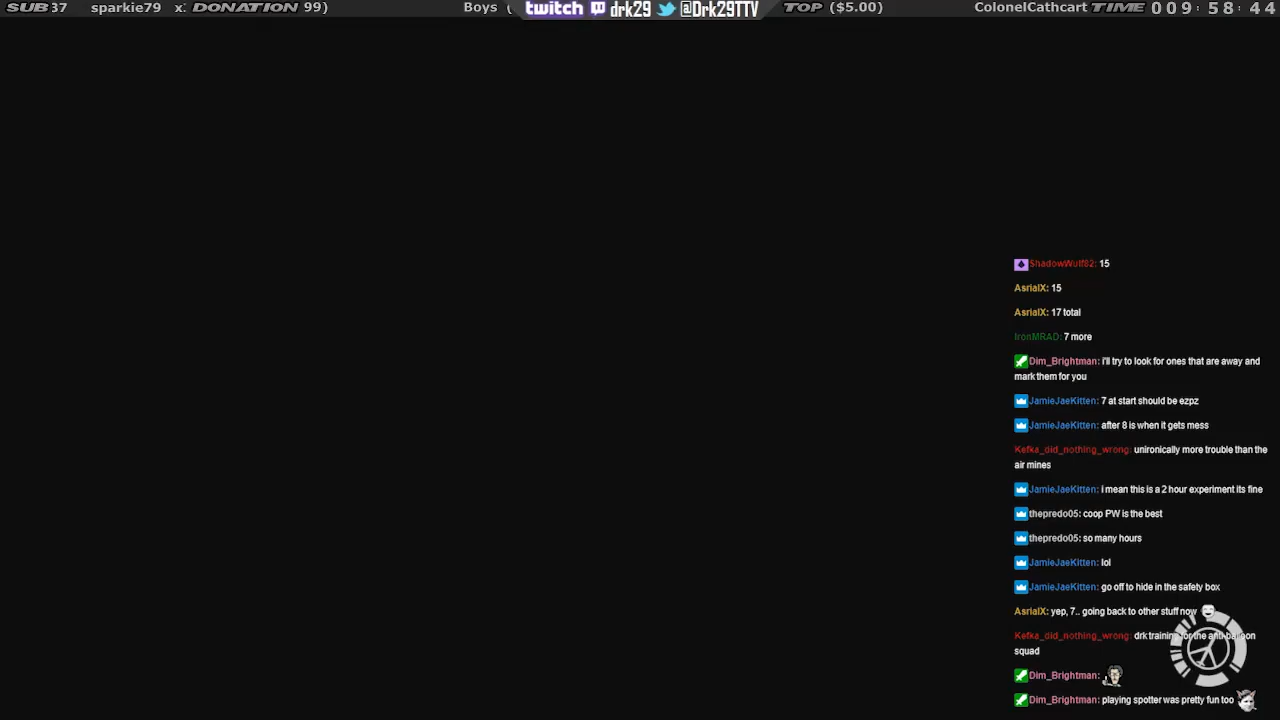 SUB 37 sparkie79 x: DONATION 99) Boys ( twitch drk29 @Drk29TTV TOP ($5.00) ColonelCathcart TIME 009:58:44
ShadowWulf82: 15
AsrialX: 15
AsrialX: 17 total
IronMRAD: 7 more
Dim_Brightman: i'll try to look for ones that are away and
mark them for you
JamieJaeKitten: 7 at start should be ezpz
JamieJaeKitten: after 8 is when it gets mess
Kefka_did_nothing_wrong: unironically more trouble than the
air mines
JamieJaeKitten: i mean this is a 2 hour experiment its fine
thepredo05: coop PW is the best
thepredo05: so many hours
JamieJaeKitten: lol
JamieJaeKitten: go off to hide in the safety box
AsrialX: yep, 7.. going back to other stuff now
Kefka_did_nothing_wrong: drk training for the anti-balloon
squad
Dim_Brightman:
Dim_Brightman: playing spotter was pretty fun too